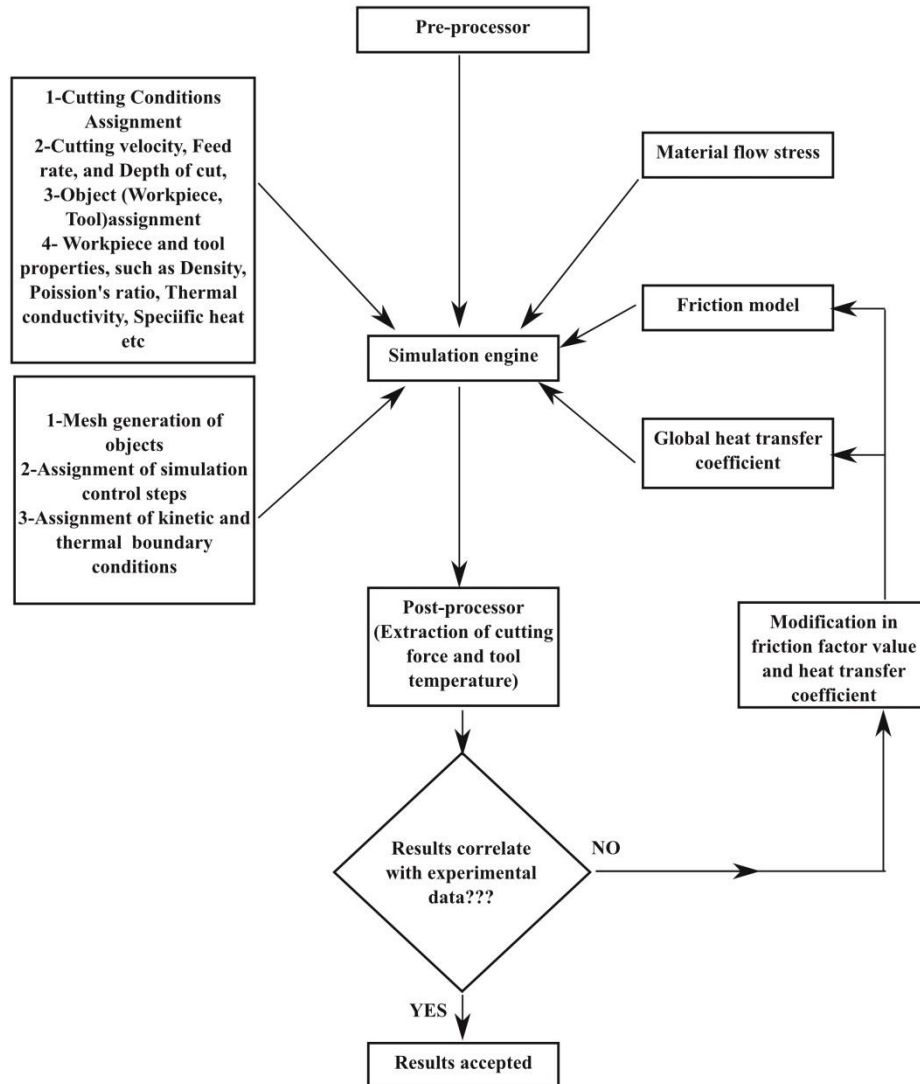 Pre-processor
1-Cutting Conditions
Assignment
2-Cutting velocity, Feed
rate, and Depth of cut,
3-Object (Workpiece,
Tool)assignment
4- Workpiece and tool
properties, such as Density,
Poission's ratio, Thermal
conductivity, Speciific heat
etc
Material flow stress
Friction model
Simulation engine
Global heat transfer
coefficient
1-Mesh generation of
objects
2-Assignment of simulation
control steps
3-Assignment of kinetic and
thermal boundary
conditions
Post-processor
(Extraction of cutting
force and tool
temperature)
Modification in
friction factor value
and heat transfer
coefficient
Results correlate
with experimental
data???
NO
YES
Results accepted